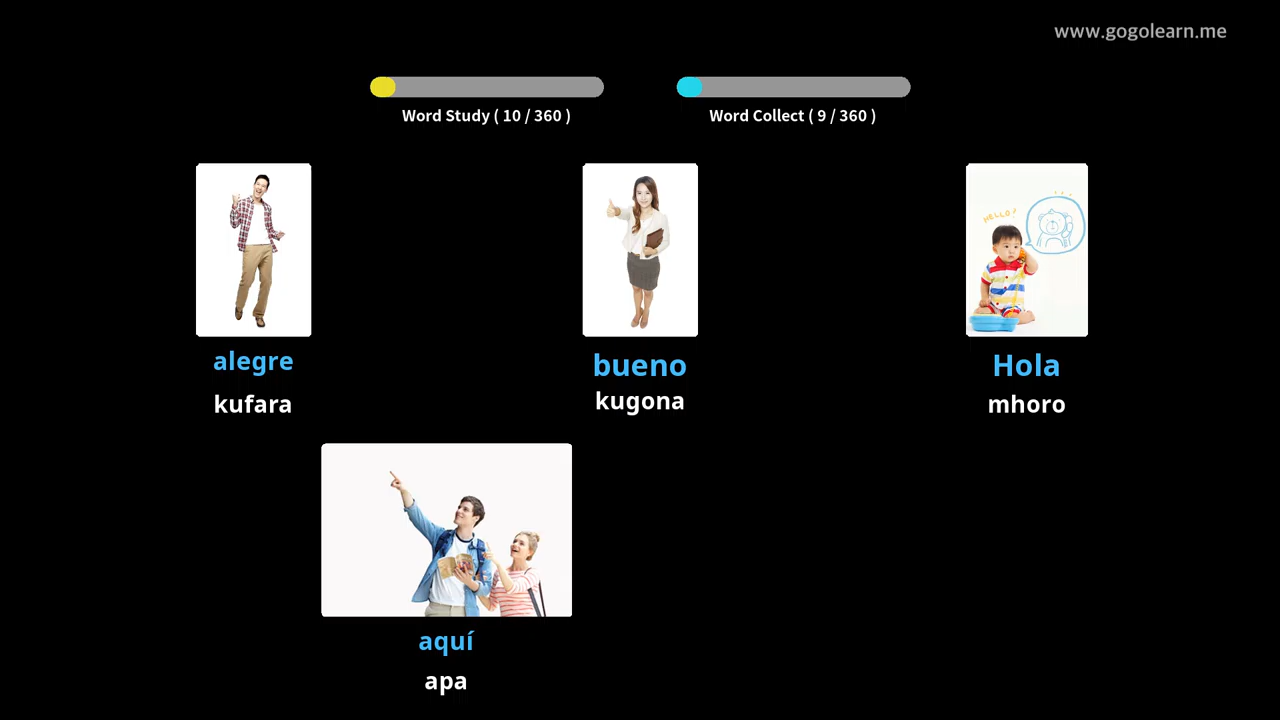 www.gogolearn.me
Word Study ( 10 / 360 )
Word Collect ( 9 / 360 )
HELLO?
alegre
bueno
Hola
kufara
kugona
mhoro
aquí
apa